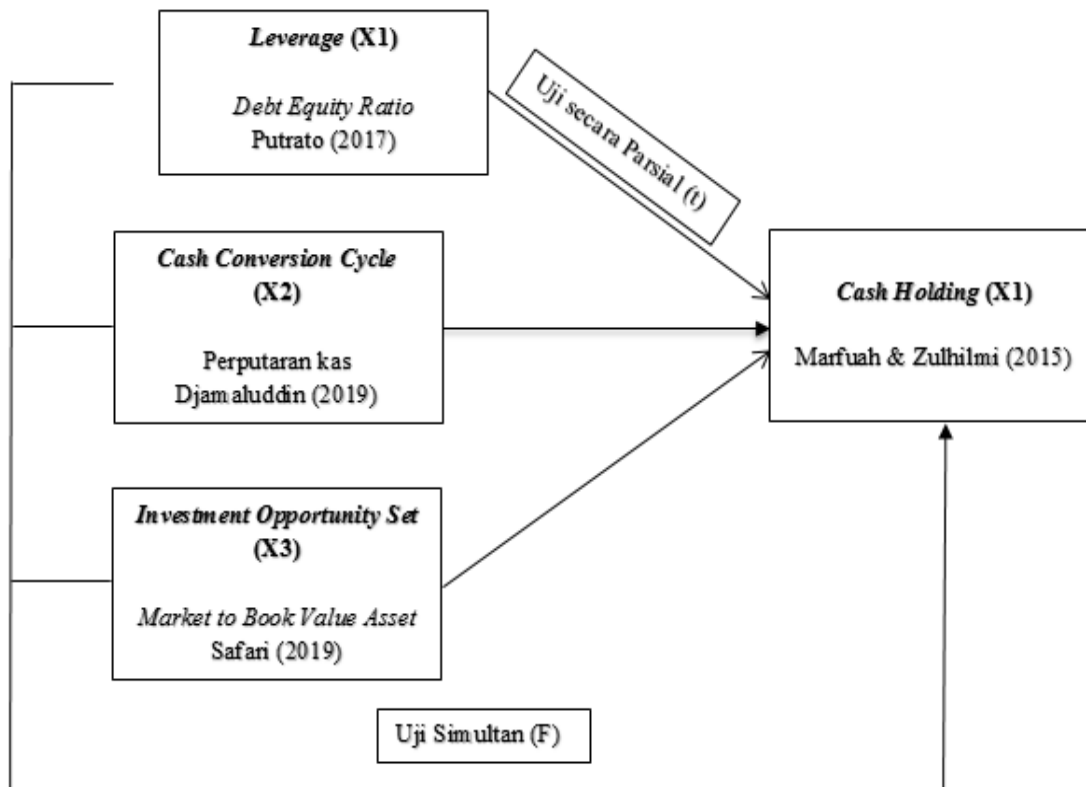 Leverage (X1)
Debt Equity Ratio
Putrato (2017)
Uji secara Parsial (t)
Cash Conversion Cycle
(X2)
Perputaran kas
Djamaluddin (2019)
Cash Holding (X1)
Marfuah & Zulhilmi (2015)
Investment Opportunity Set
(X3)
Market to Book Value Asset
Safari (2019)
Uji Simultan (F)